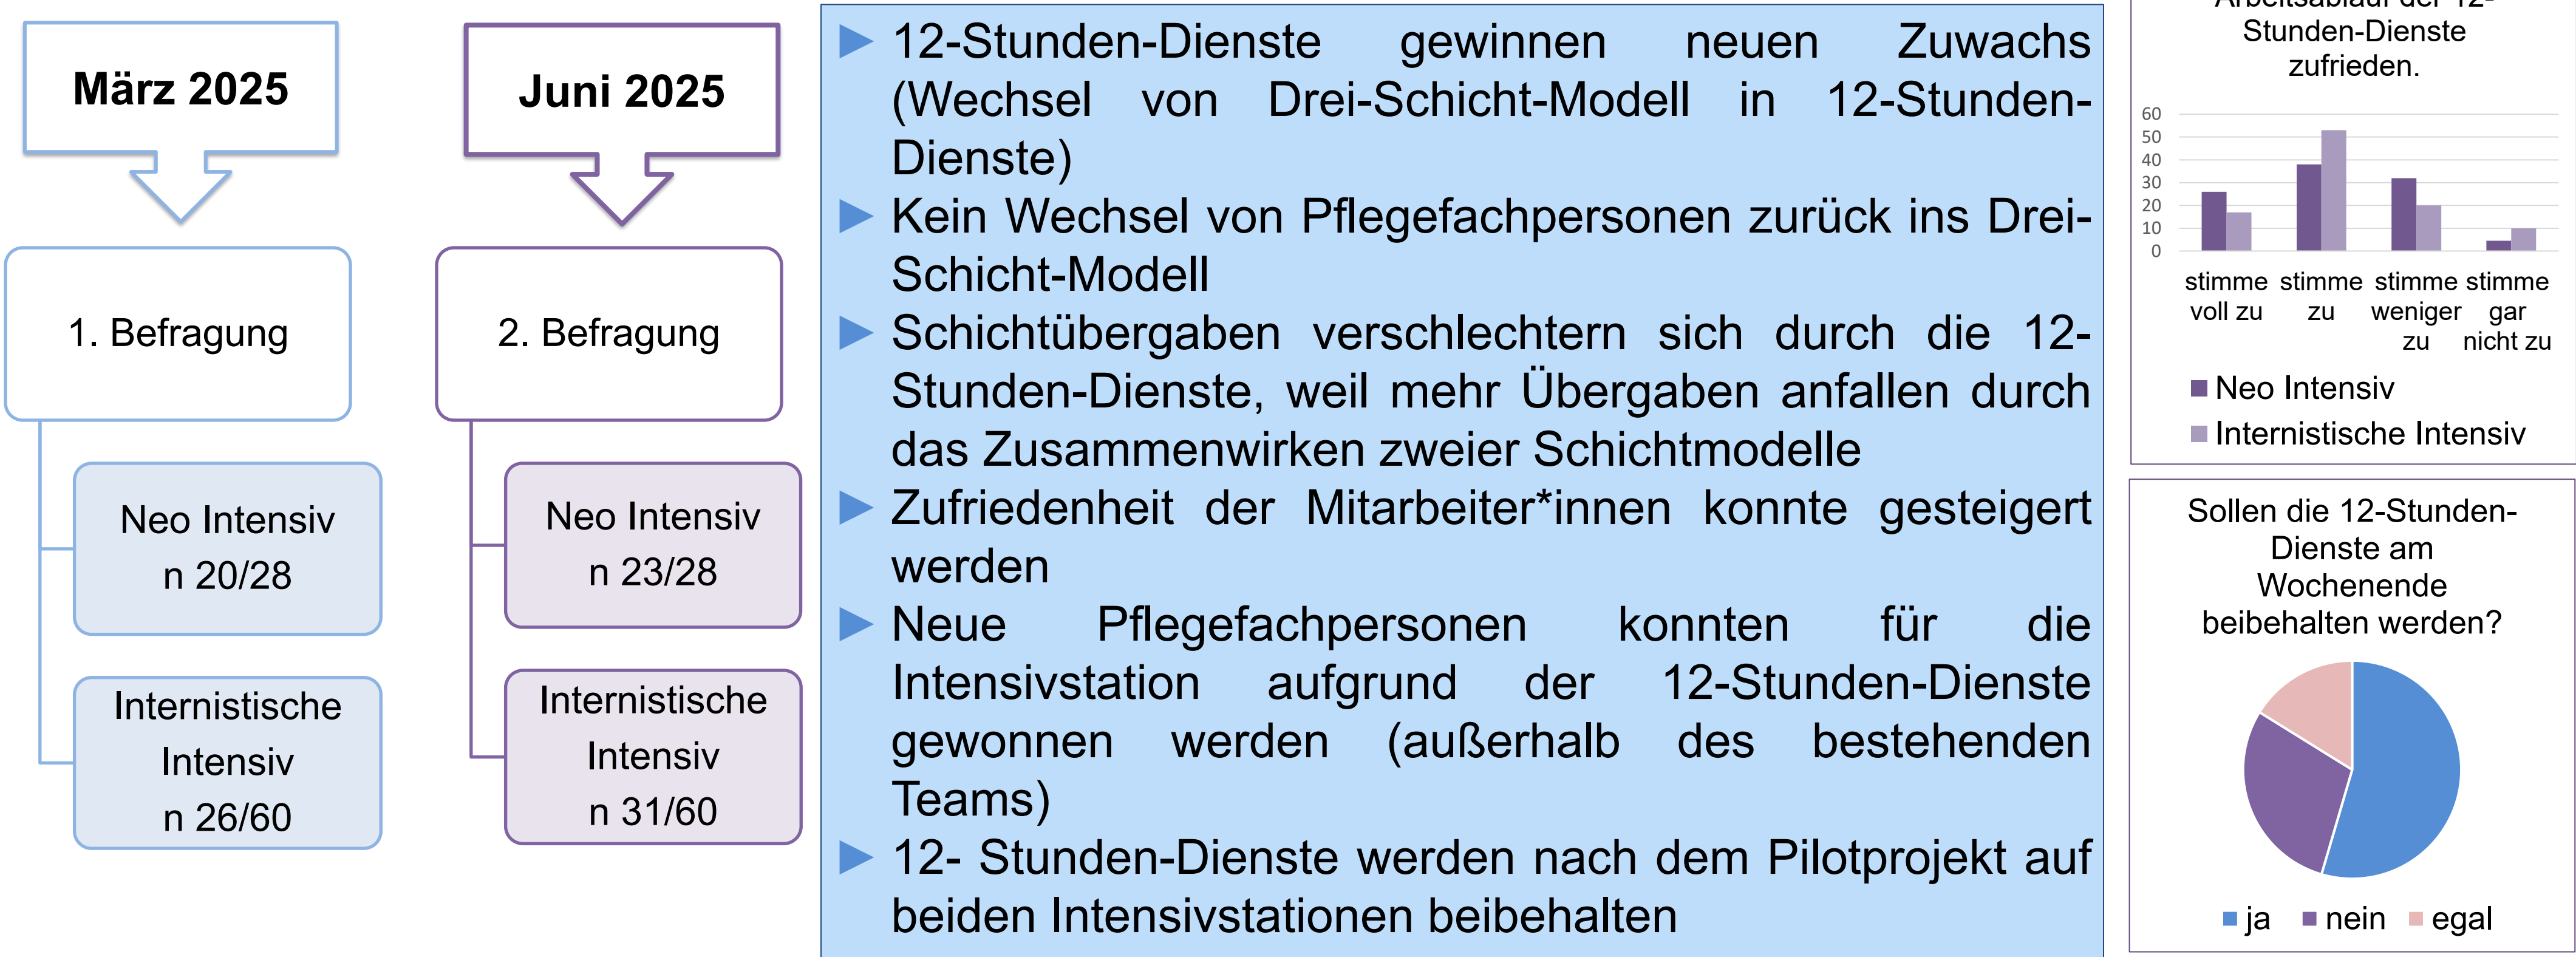 März 2025
1. Befragung
Neo Intensiv
n 20/28
Internistische
Intensiv
n 26/60
Juni 2025
2. Befragung
Neo Intensiv
n 23/28
Internistische
Intensiv
n 31/60
12-Stunden-Dienste gewinnen neuen Zuwachs
(Wechsel von Drei-Schicht-Modell in 12-Stunden-
Dienste)
Kein Wechsel von Pflegefachpersonen zurück ins Drei-
Schicht-Modell
Schichtübergaben verschlechtern sich durch die 12-
Stunden-Dienste, weil mehr Übergaben anfallen durch
das Zusammenwirken zweier Schichtmodelle
Zufriedenheit der Mitarbeiter*innen konnte gesteigert
werden
Neue Pflegefachpersonen konnten für die
Intensivstation aufgrund der 12-Stunden-Dienste
gewonnen werden (außerhalb des bestehenden
Teams)
12- Stunden-Dienste werden nach dem Pilotprojekt auf
beiden Intensivstationen beibehalten
Arbeitsablauf der 12-
Stunden-Dienste
zufrieden.
60
50
40
30
20
10
0
stimme voll zu
stimme zu
stimme weniger zu
stimme gar nicht zu
Neo Intensiv
Internistische Intensiv
Sollen die 12-Stunden-
Dienste am
Wochenende
beibehalten werden?
ja nein egal